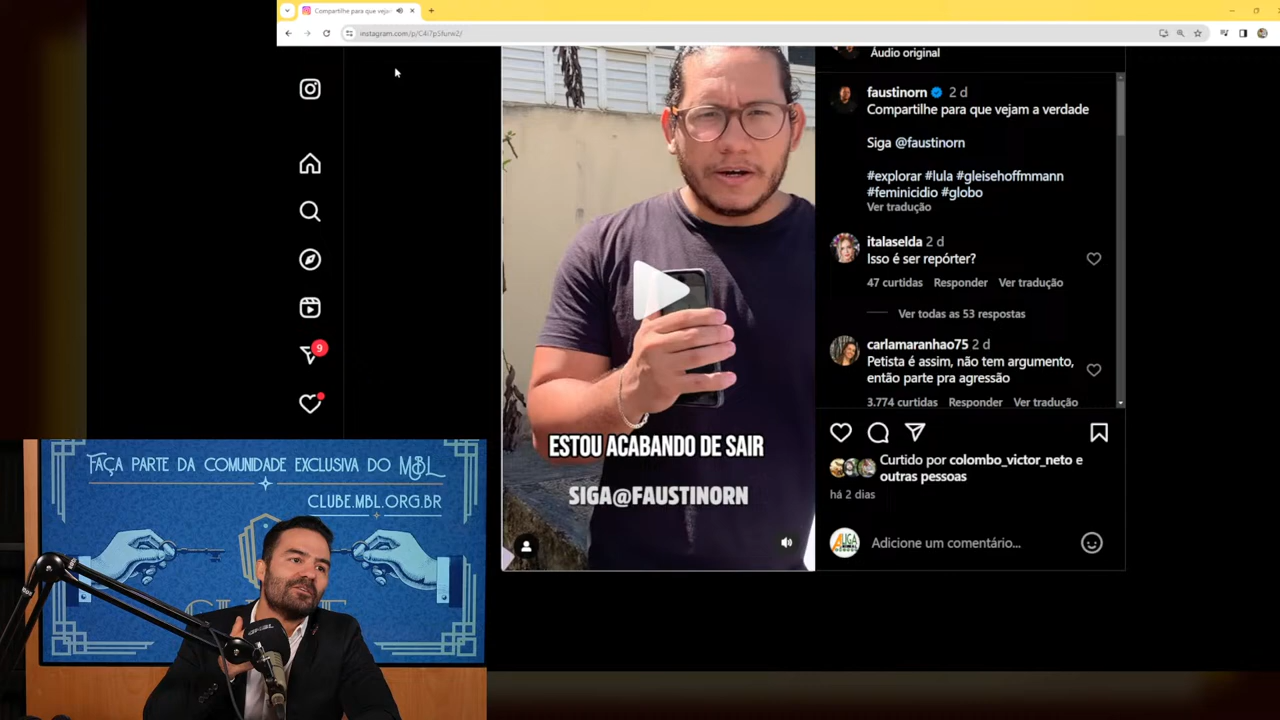 Compartilhe para que vejam
instagram.com/p/C4i7pSfurw2/
Áudio original
faustinorn 2 d
Compartilhe para que vejam a verdade
Siga @faustinorn
#explorar #lula #gleisehoffmmann
#feminicidio #globo
Ver tradução
italaselda 2 d
Isso é ser repórter?
47 curtidas Responder Ver tradução
Ver todas as 53 respostas
carlamaranhao75 2 d
Petista é assim, não tem argumento,
então parte pra agressão
3.774 curtidas Responder Ver tradução
9
ESTOU ACABANDO DE SAIR
SIGA@FAUSTINORN
Curtido por colombo_victor_neto e
outras pessoas
há 2 dias
Adicione um comentário...
FAÇA PARTE DA COMUNIDADE EXCLUSIVA DO MBL
CLUBE.MBL.ORG.BR